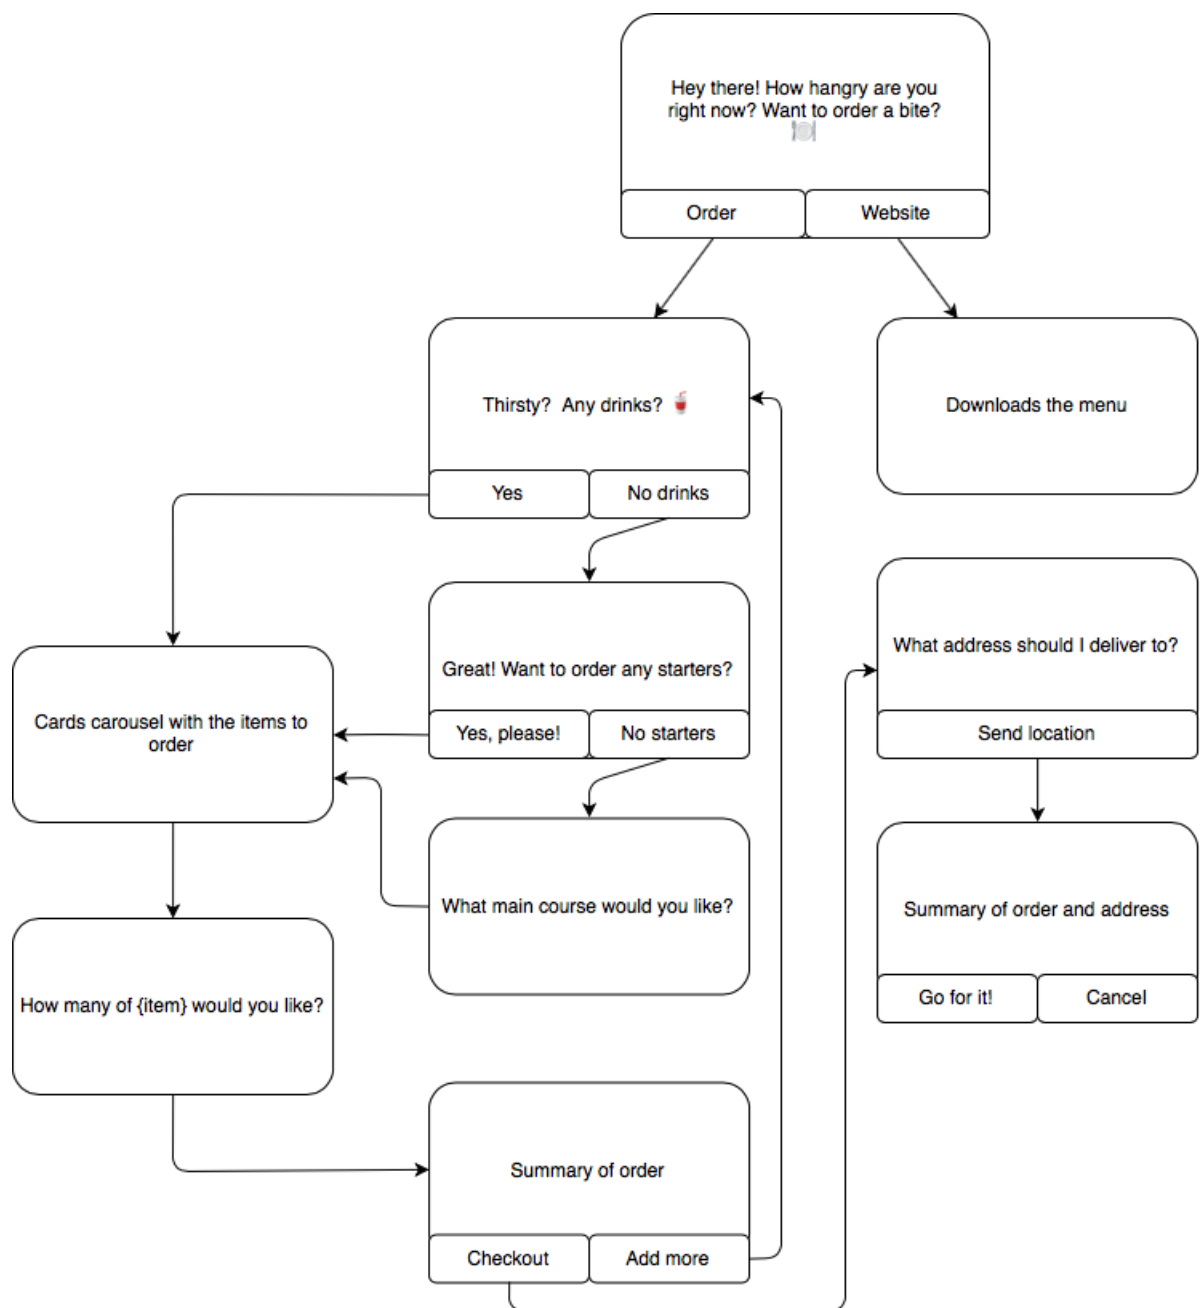 Hey there! How hangry are you
right now? Want to order a bite?
🍽
Order
Website
Thirsty?  Any drinks? 🥤
Yes
No drinks
Downloads the menu
Great! Want to order any starters?
Yes, please!
No starters
What address should I deliver to?
Send location
Cards carousel with the items to
order
What main course would you like?
Summary of order and address
Go for it!
Cancel
How many of {item} would you like?
Summary of order
Checkout
Add more